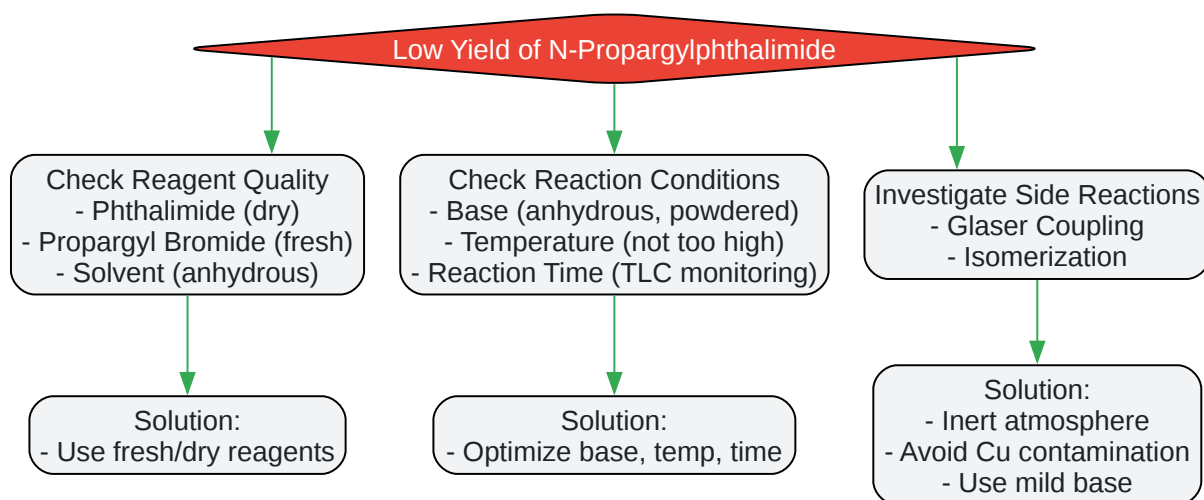 Low Yield of N-Propargylphthalimide
Check Reagent Quality
- Phthalimide (dry)
- Propargyl Bromide (fresh)
- Solvent (anhydrous)
Check Reaction Conditions
- Base (anhydrous, powdered)
- Temperature (not too high)
- Reaction Time (TLC monitoring)
Investigate Side Reactions
- Glaser Coupling
- Isomerization
Solution:
- Use fresh/dry reagents
Solution:
- Optimize base, temp, time
Solution:
- Inert atmosphere
- Avoid Cu contamination
- Use mild base